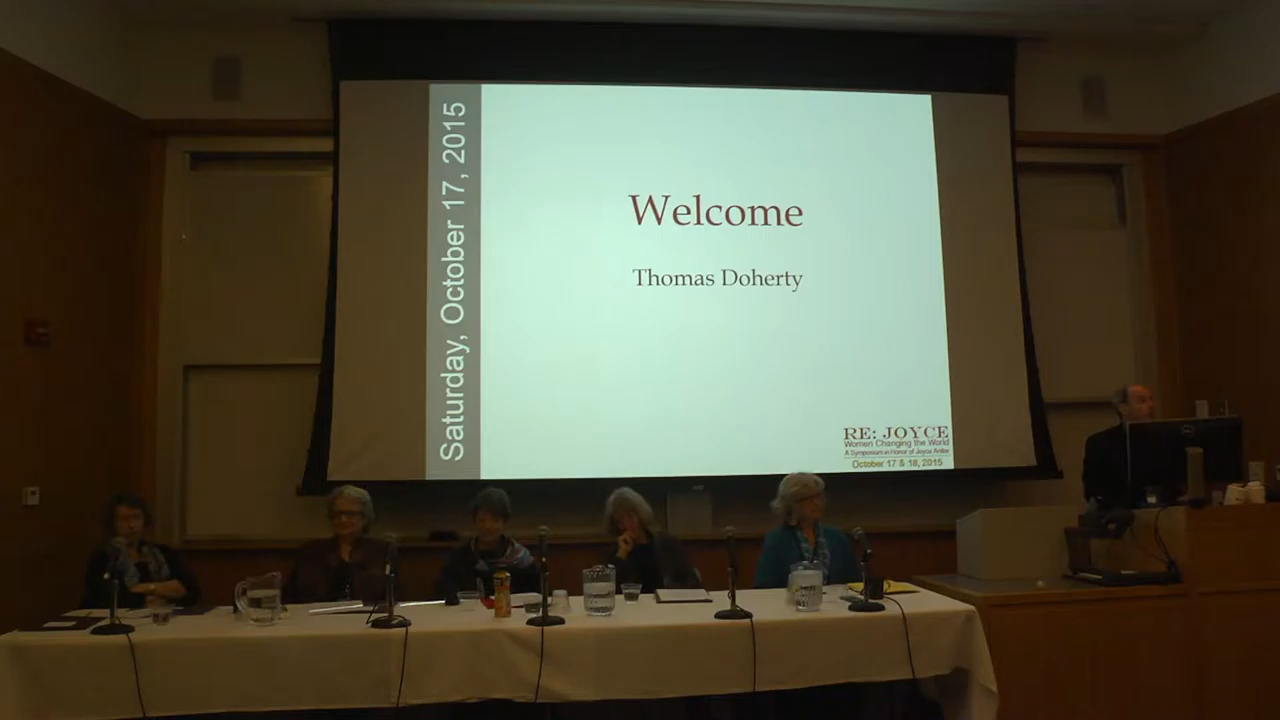 Saturday, October 17, 2015
Welcome
Thomas Doherty
RE: JOYCE
Women Changing the World
A Symposium in Honor of Joyce Antler
October 17 & 18, 2015